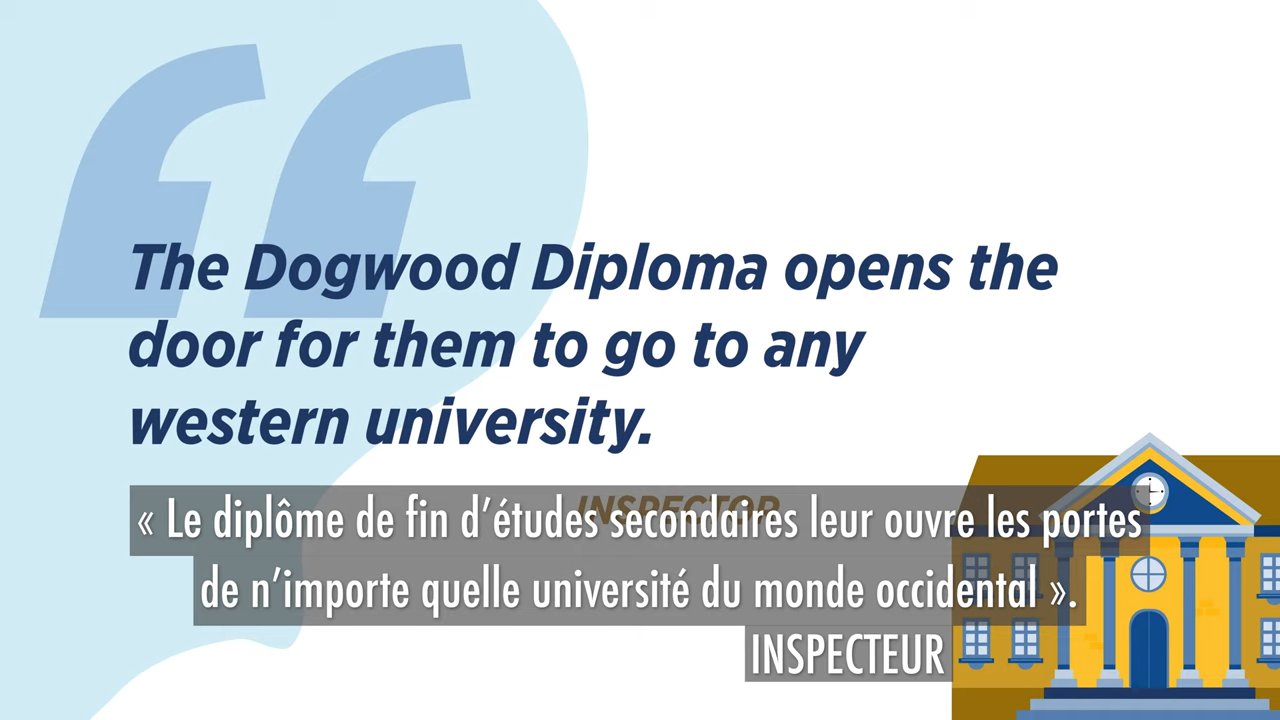 The Dogwood Diploma opens the
door for them to go to any
western university.
INSPECTOR
« Le diplôme de fin d’études secondaires leur ouvre les portes
de n’importe quelle université du monde occidental ».
INSPECTEUR